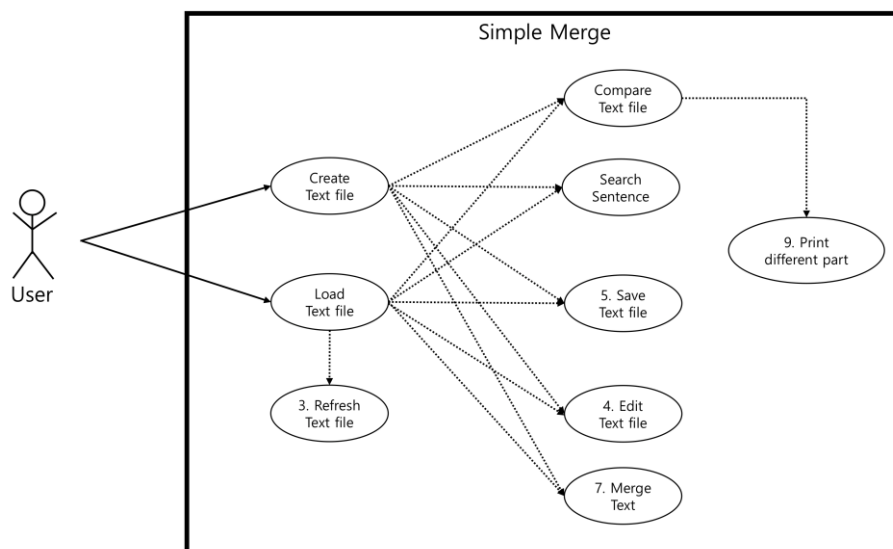 Simple Merge
Compare
Text file
Create
Text file
Search
Sentence
9. Print
different part
User
Load
Text file
5. Save
Text file
3. Refresh
Text file
4. Edit
Text file
7. Merge
Text